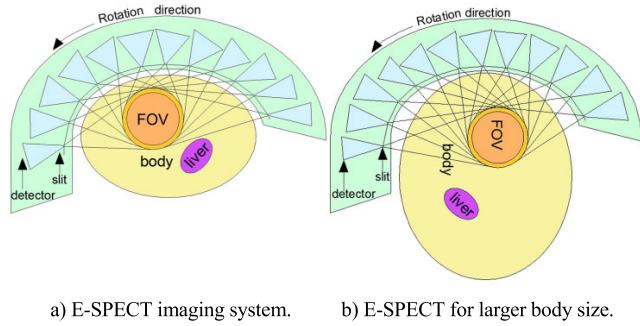 Rotation direction
FOV
liver
body
slit
detector
a) E-SPECT imaging system.
Rotation direction
FOV
body
liver
slit
detector
b) E-SPECT for larger body size.